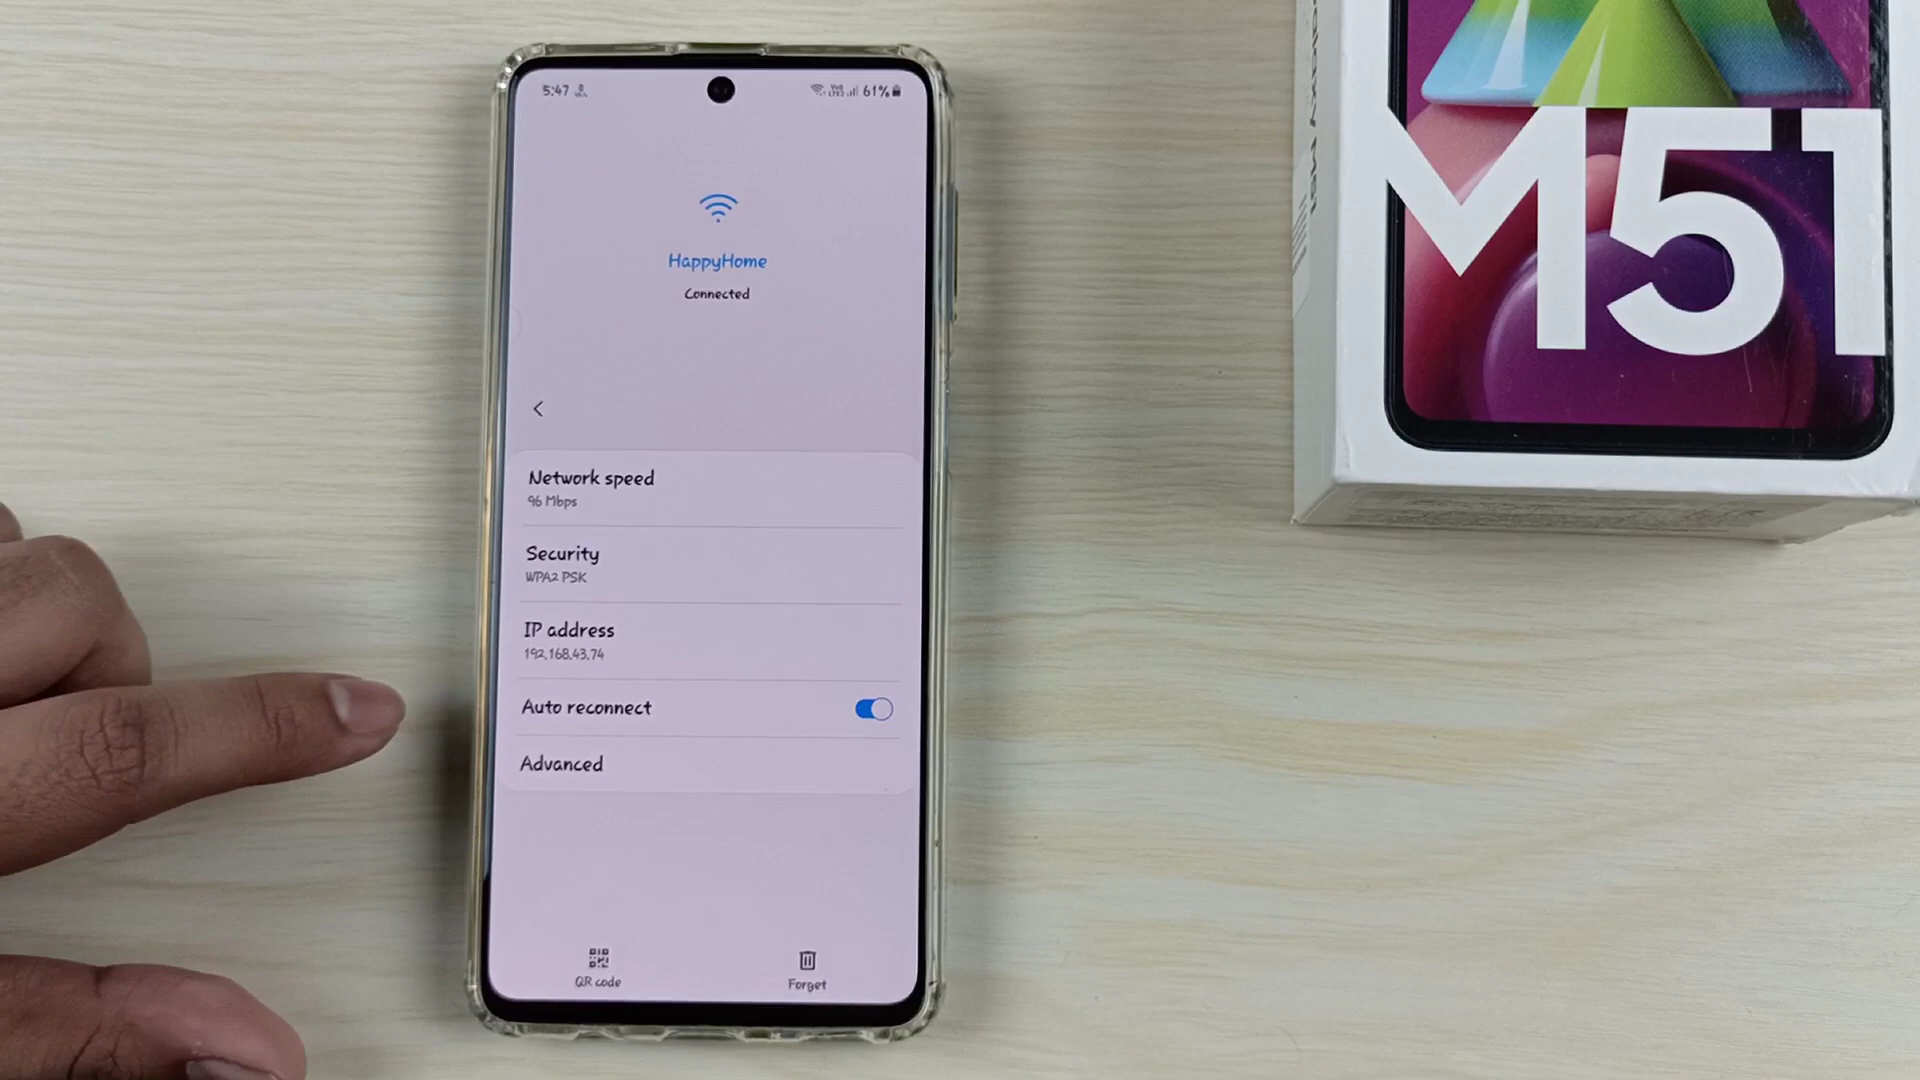 5:47
61%
HappyHome
Connected
Network speed
96 Mbps
Security
WPA2 PSK
IP address
192.168.43.74
Auto reconnect
Advanced
QR code
Forget
M51